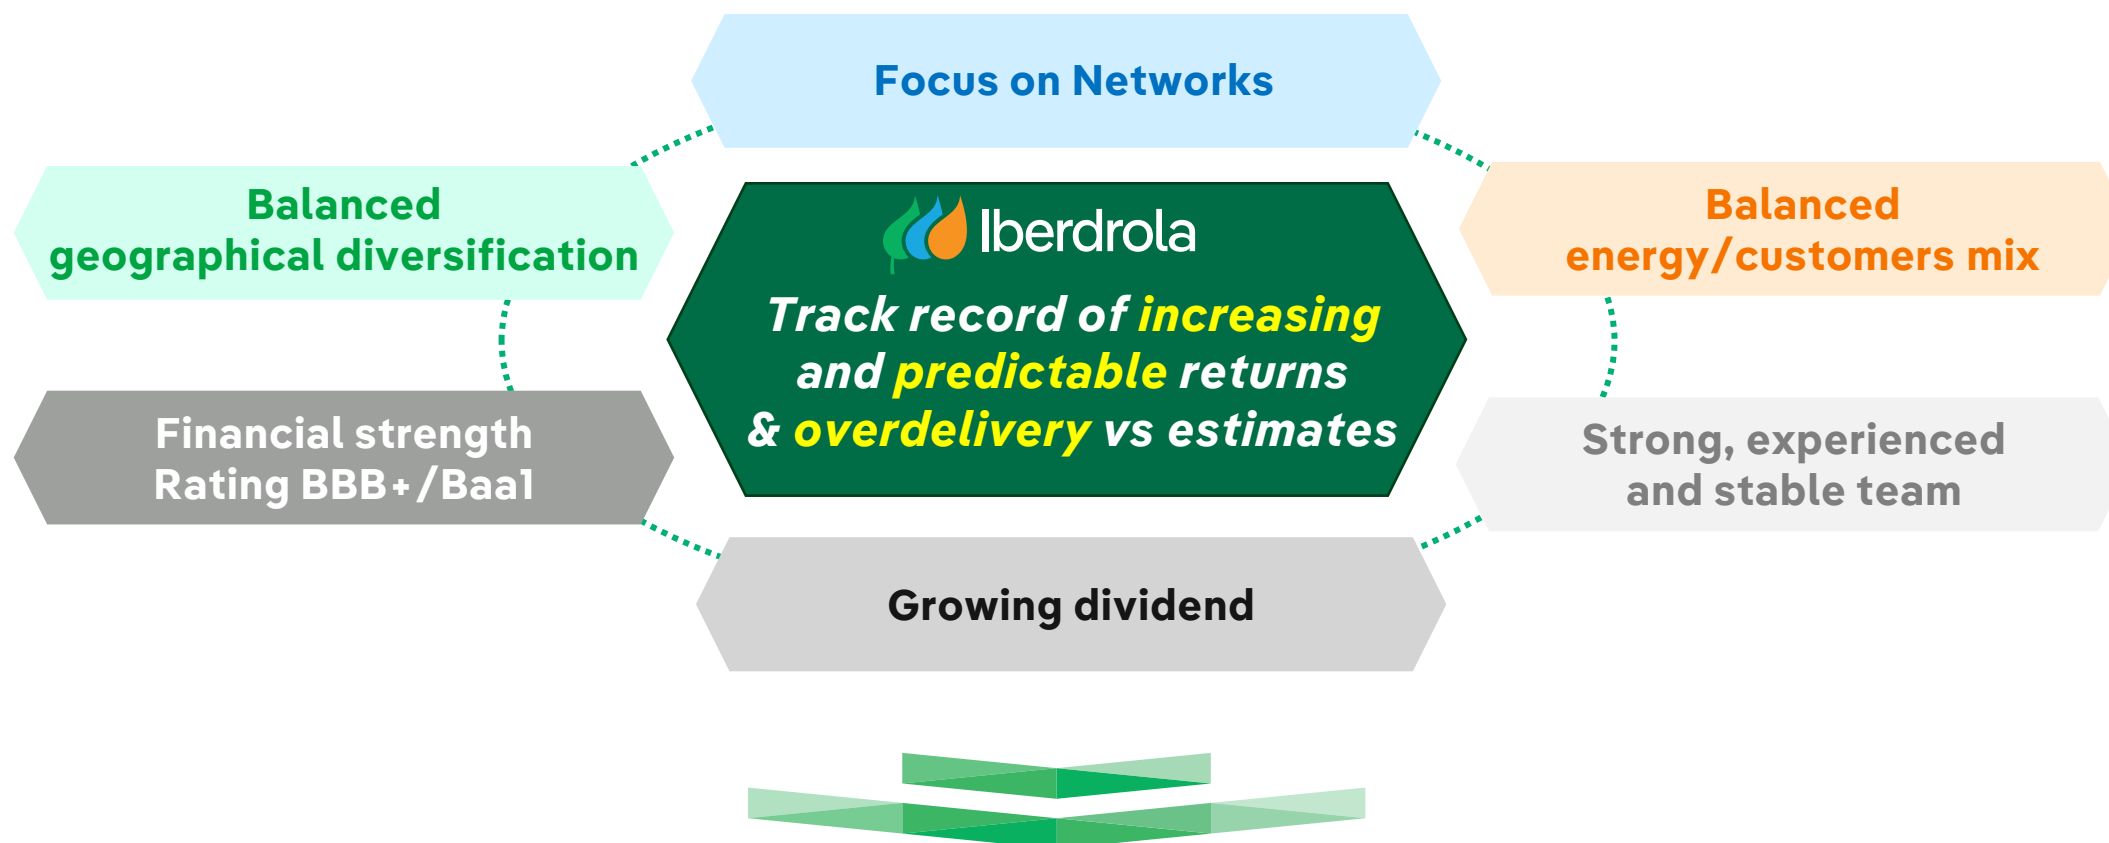 Focus on Networks
Balanced
geographical diversification
Balanced
energy/customers mix
Iberdrola
Track record of increasing
and predictable returns
& overdelivery vs estimates
Financial strength
Rating BBB+/Baa1
Strong, experienced
and stable team
Growing dividend